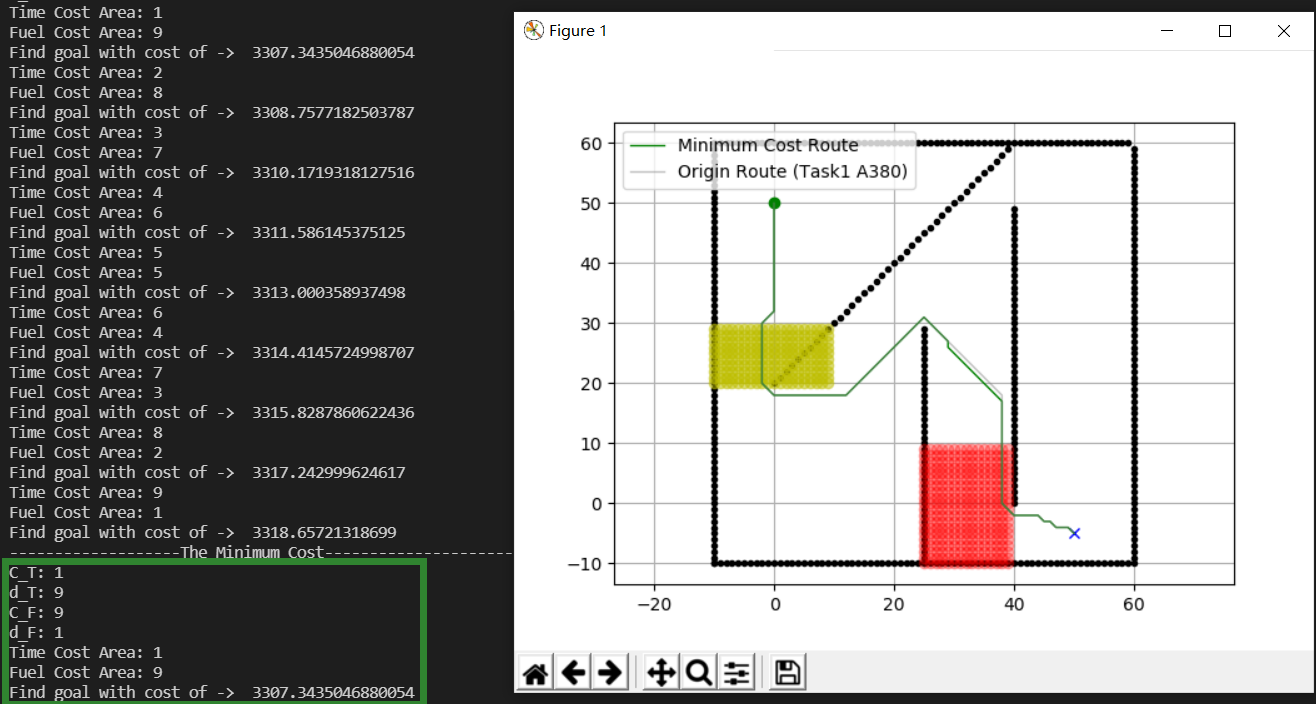 Time Cost Area: 1
Fuel Cost Area: 9
Find goal with cost of ->  3307.3435046880054
Time Cost Area: 2
Fuel Cost Area: 8
Find goal with cost of ->  3308.7577182503787
Time Cost Area: 3
Fuel Cost Area: 7
Find goal with cost of ->  3310.1719318127516
Time Cost Area: 4
Fuel Cost Area: 6
Find goal with cost of ->  3311.586145375125
Time Cost Area: 5
Fuel Cost Area: 5
Find goal with cost of ->  3313.000358937498
Time Cost Area: 6
Fuel Cost Area: 4
Find goal with cost of ->  3314.4145724998707
Time Cost Area: 7
Fuel Cost Area: 3
Find goal with cost of ->  3315.8287860622436
Time Cost Area: 8
Fuel Cost Area: 2
Find goal with cost of ->  3317.242999624617
Time Cost Area: 9
Fuel Cost Area: 1
Find goal with cost of ->  3318.65721318699
-------------------The Minimum Cost---------------------
C_T: 1
d_T: 9
C_F: 9
d_F: 1
Time Cost Area: 1
Fuel Cost Area: 9
Find goal with cost of ->  3307.3435046880054
Figure 1
Minimum Cost Route
Origin Route (Task1 A380)
60
50
40
30
20
10
0
−10
−20
0
20
40
60